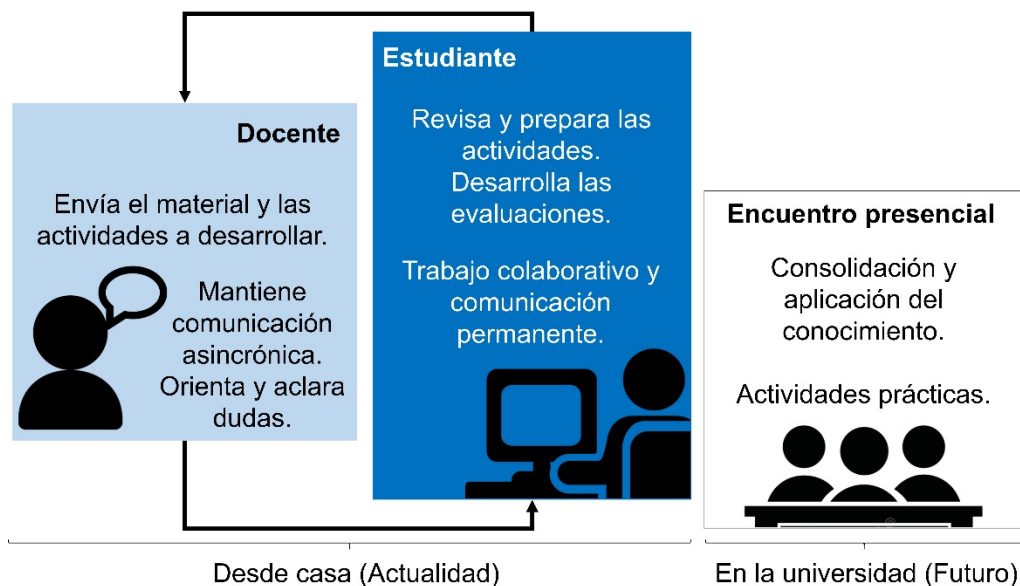 Docente
Envía el material y las
actividades a desarrollar.
Mantiene
comunicación
asincrónica.
Orienta y aclara
dudas.
Estudiante
Revisa y prepara las
actividades.
Desarrolla las
evaluaciones.
Trabajo colaborativo y
comunicación
permanente.
Encuentro presencial
Consolidación y
aplicación del
conocimiento.
Actividades prácticas.
Desde casa (Actualidad)
En la universidad (Futuro)